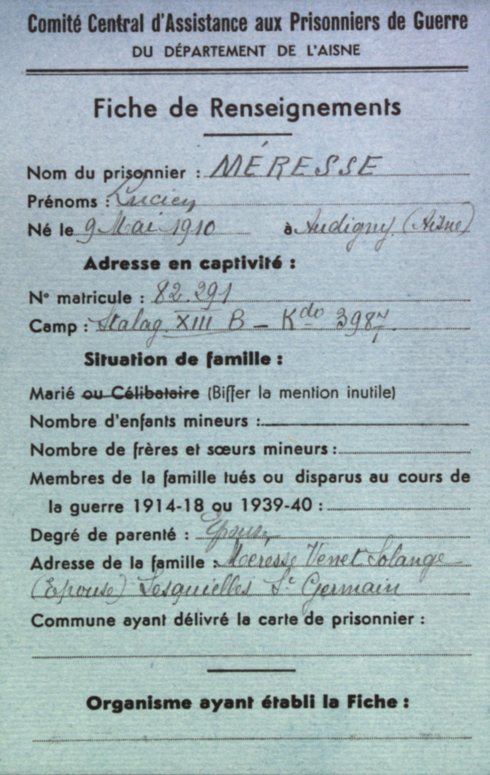 Comité Central d'Assistance aux Prisonniers de Guerre
DU DÉPARTEMENT DE L'AISNE
Fiche de Renseignements
Nom du prisonnier : MÉRESSE
Prénoms : Lucien
Né le 9 Mai 1910 à Audigny (Aisne)
Adresse en captivité :
N° matricule : 82.291
Camp : Stalag XIII B - Kdo 3987
Situation de famille :
Marié ou Célibataire (Biffer la mention inutile)
Nombre d'enfants mineurs :
Nombre de frères et sœurs mineurs :
Membres de la famille tués ou disparus au cours de
la guerre 1914-18 ou 1939-40 :
Degré de parenté :
Adresse de la famille : Méresse Venet Solange
(Epouse) Lesquielles St Germain
Commune ayant délivré la carte de prisonnier :
Organisme ayant établi la Fiche :